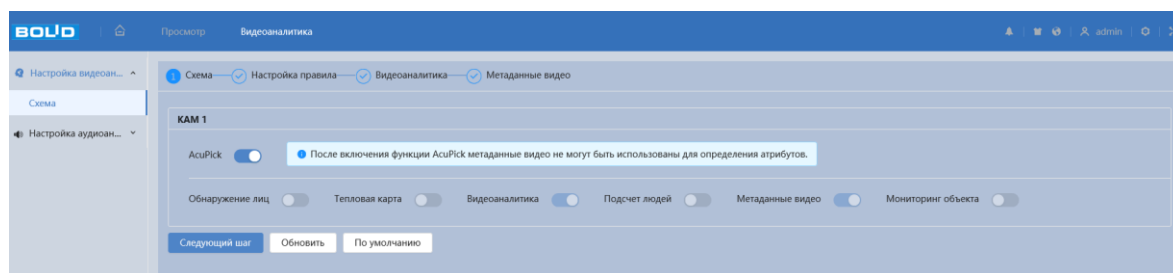 BOLID Просмотр Видеоаналитика admin
Настройка видеоан...
Схема
Настройка аудиоан...
1 Схема Настройка правила Видеоаналитика Метаданные видео
КАМ 1
AcuPick После включения функции AcuPick метаданные видео не могут быть использованы для определения атрибутов.
Обнаружение лиц Тепловая карта Видеоаналитика Подсчет людей Метаданные видео Мониторинг объекта
Следующий шаг Обновить По умолчанию